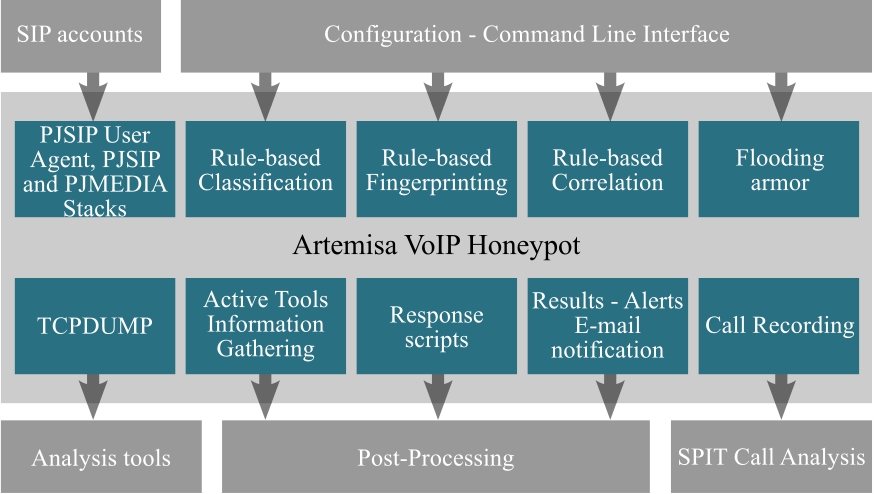 SIP accounts
Configuration - Command Line Interface
PJSIP User
Agent, PJSIP
and PJMEDIA
Stacks
Rule-based
Classification
Rule-based
Fingerprinting
Rule-based
Correlation
Flooding
armor
Artemisa VoIP Honeypot
TCPDUMP
Active Tools
Information
Gathering
Response
scripts
Results - Alerts
E-mail
notification
Call Recording
Analysis tools
Post-Processing
SPIT Call Analysis